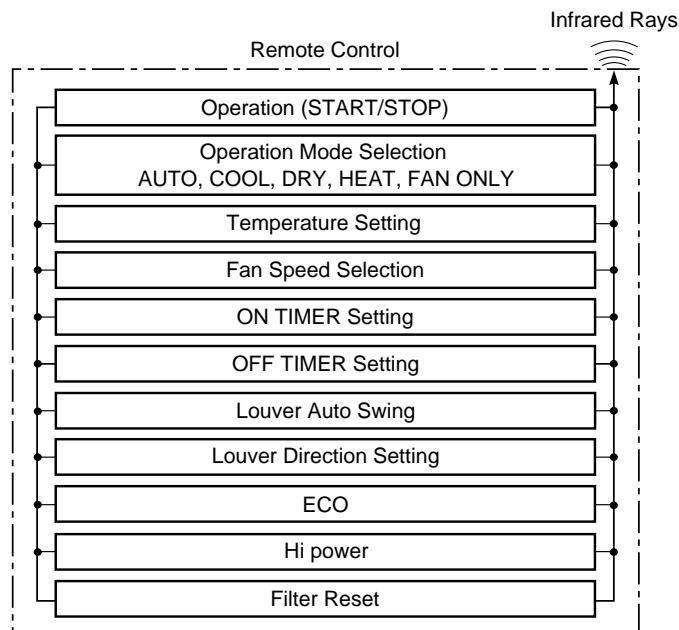 Infrared Rays
Remote Control
Operation (START/STOP)
Operation Mode Selection
AUTO, COOL, DRY, HEAT, FAN ONLY
Temperature Setting
Fan Speed Selection
ON TIMER Setting
OFF TIMER Setting
Louver Auto Swing
Louver Direction Setting
ECO
Hi power
Filter Reset